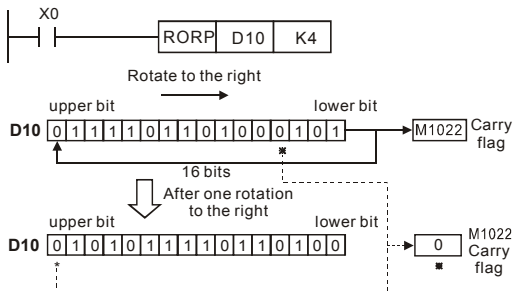 X0
RORP D10 K4
Rotate to the right
upper bit lower bit
D10 0 1 1 1 1 0 1 1 0 1 0 0 0 1 0 1 M1022 Carry flag
*
16 bits
After one rotation to the right
upper bit lower bit
D10 0 1 0 1 0 1 1 1 1 0 1 1 0 1 0 0 0 M1022 Carry flag
* *